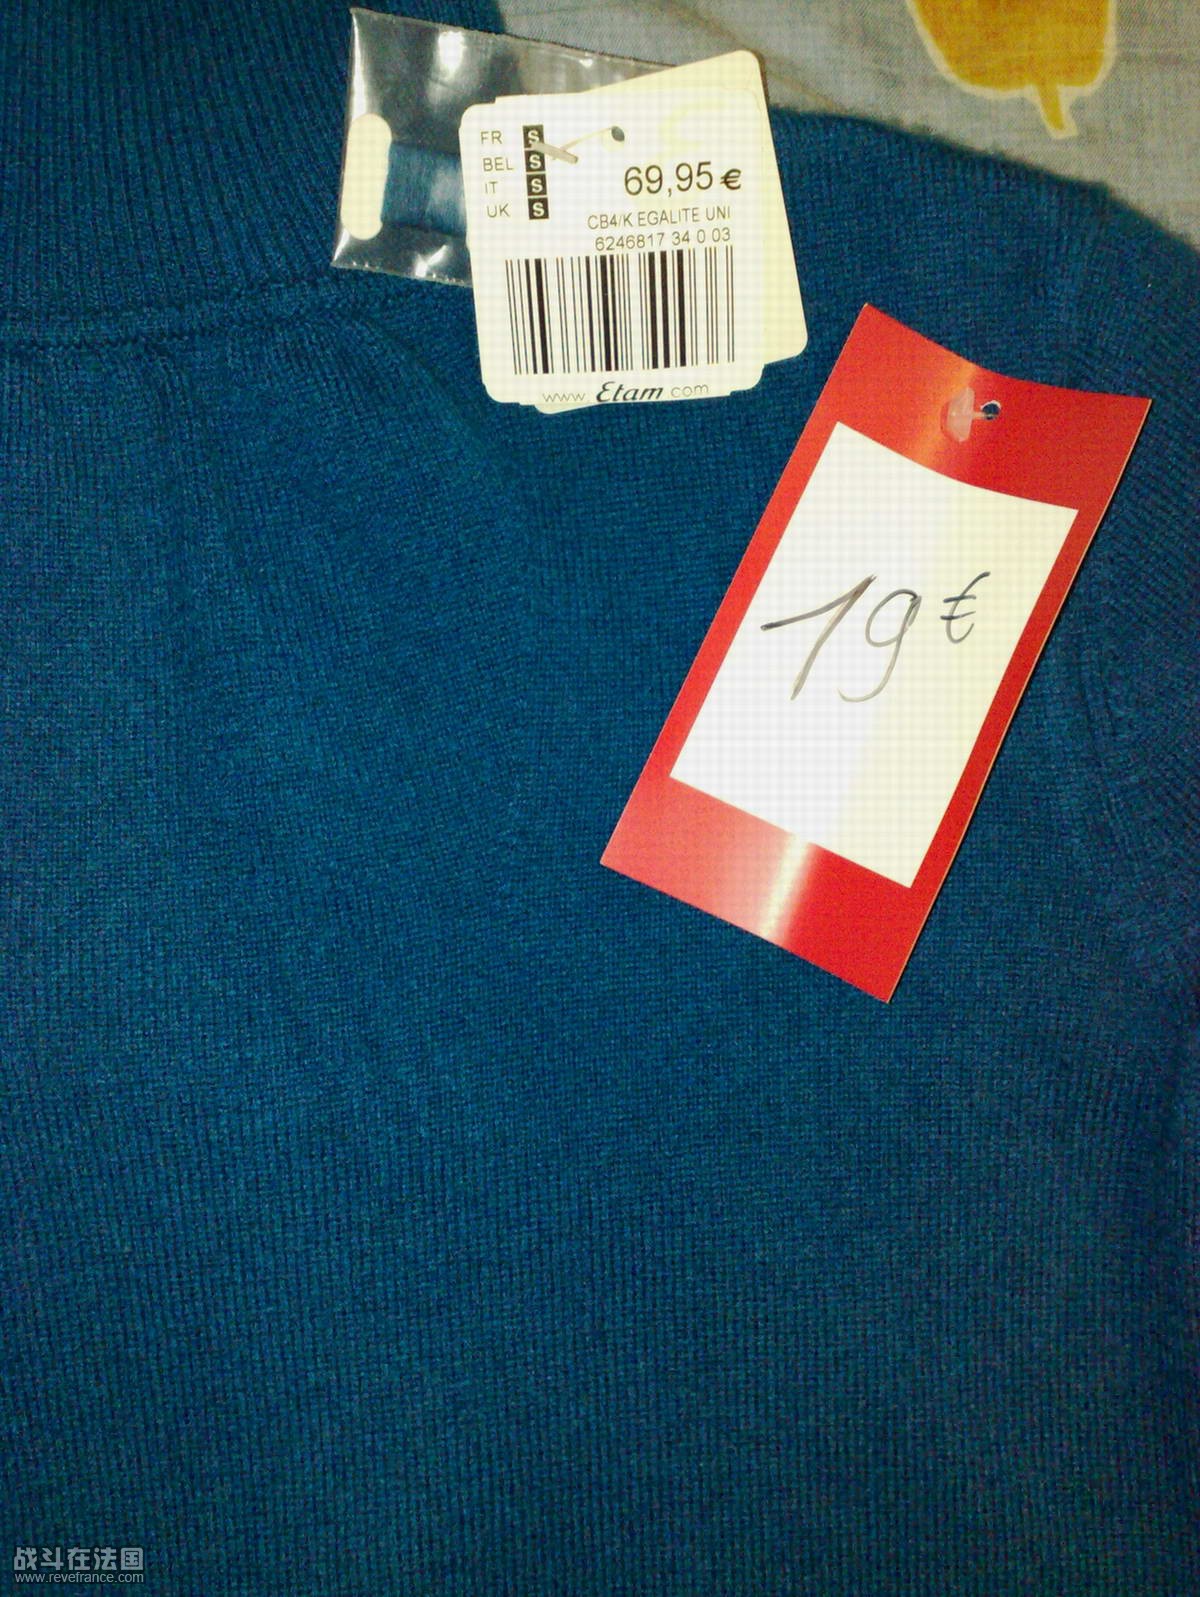 FR S
BEL S
IT S
UK S
69,95 €
CB4/K EGALITE UNI
6246817 34 0 03
www Etam.com
19 €
战斗在法国
www.revefrance.com